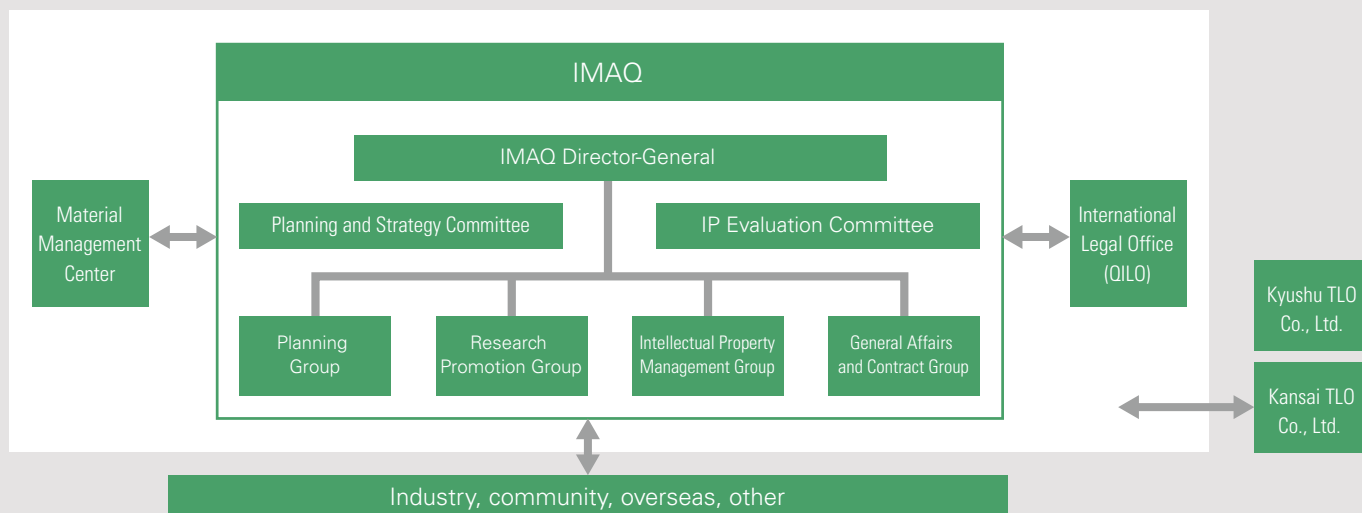 IMAQ
IMAQ Director-General
Planning and Strategy Committee
IP Evaluation Committee
Material
Management
Center
International
Legal Office
(QILO)
Planning
Group
Research
Promotion Group
Intellectual Property
Management Group
General Affairs
and Contract Group
Kyushu TLO
Co., Ltd.
Kansai TLO
Co., Ltd.
Industry, community, overseas, other